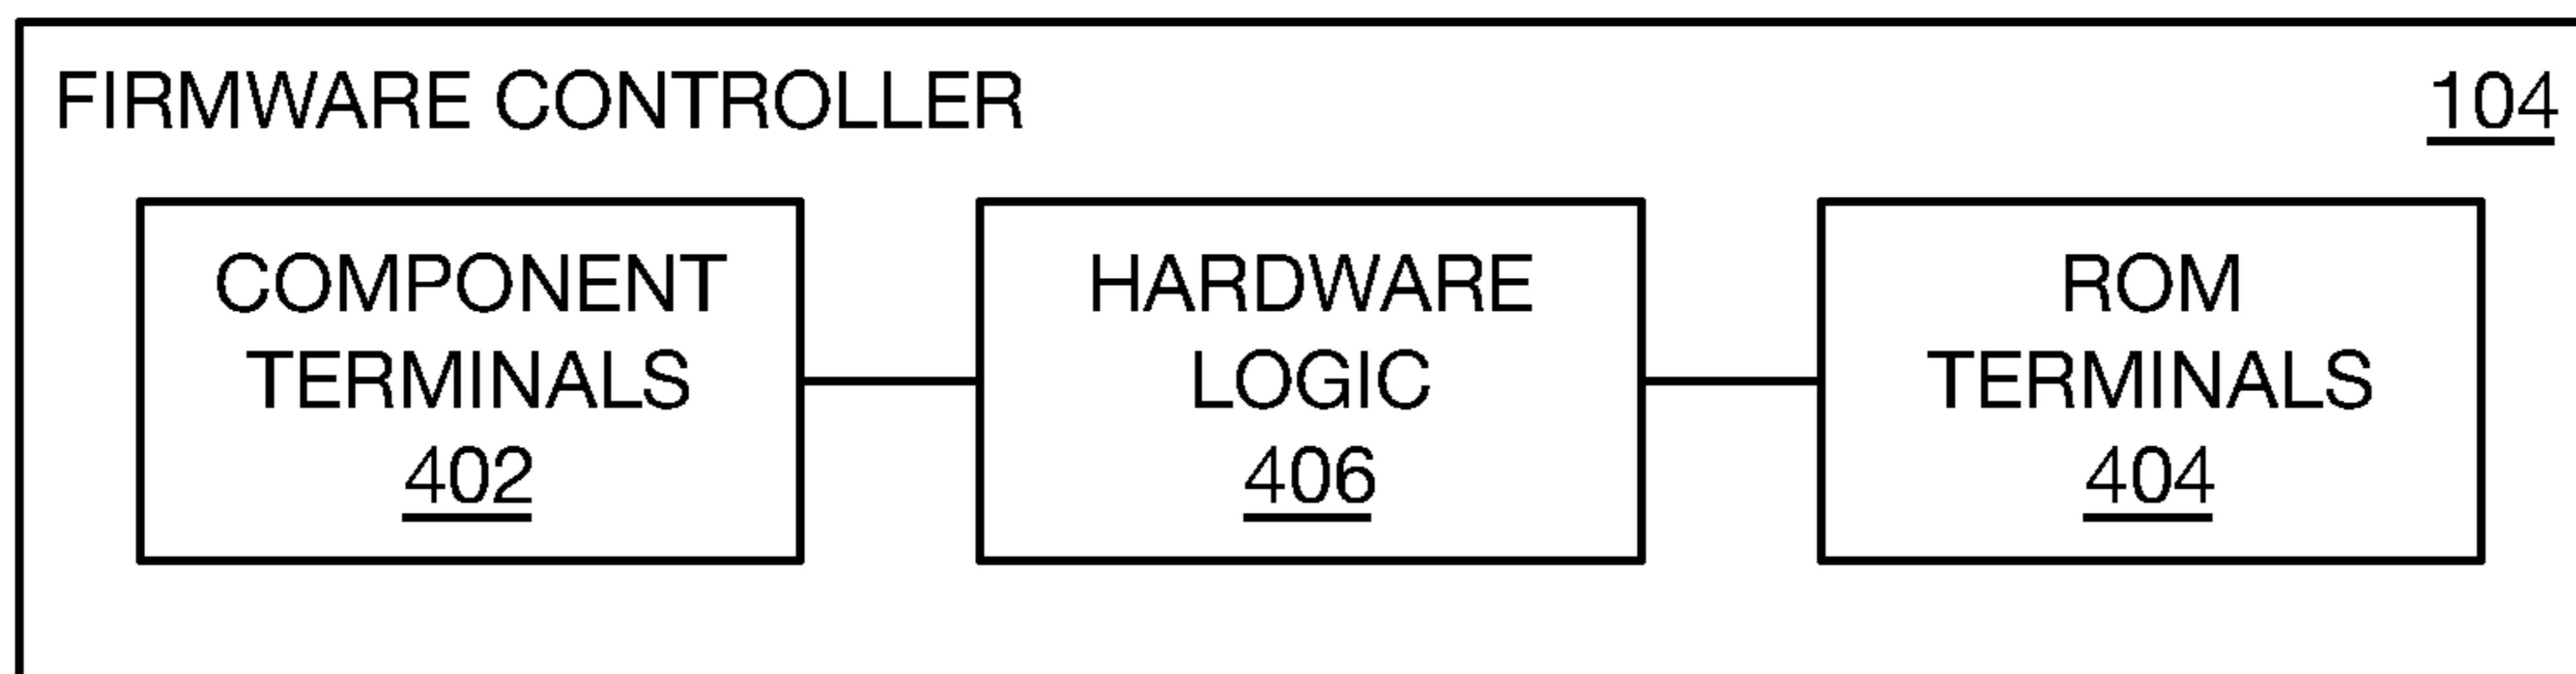 FIRMWARE CONTROLLER 104
COMPONENT TERMINALS 402
HARDWARE LOGIC 406
ROM TERMINALS 404